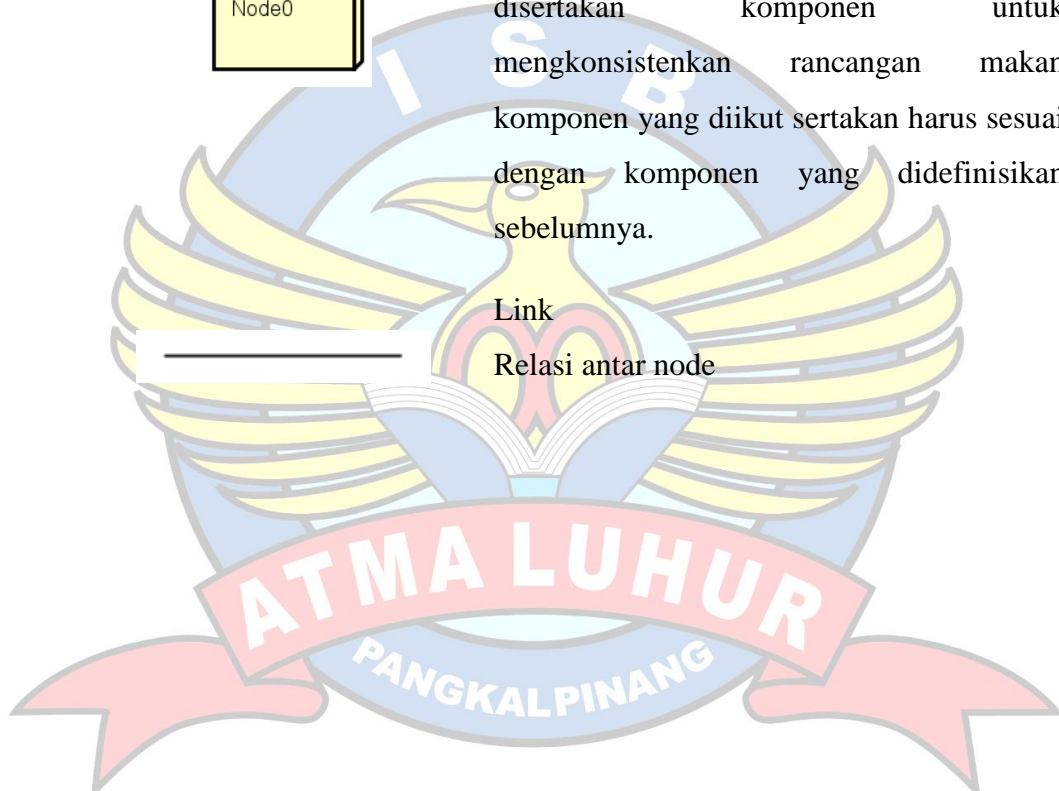 Node0
disertakan komponen untuk
mengkonsistenkan rancangan makan
komponen yang diikut sertakan harus sesuai
dengan komponen yang didefinisikan
sebelumnya.
Link
Relasi antar node
I S B
ATMA LUHUR
PANGKALPINANG